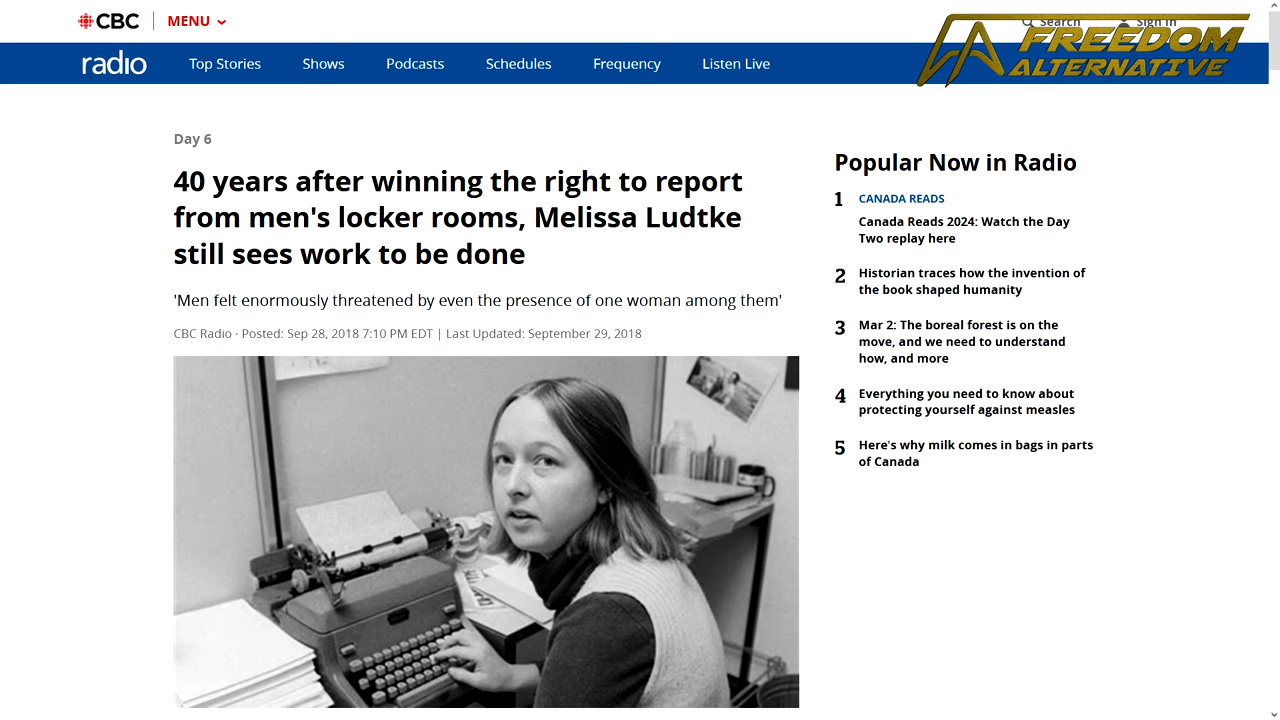 CBC
MENU
Search
Sign In
FREEDOM
ALTERNATIVE
radio
Top Stories
Shows
Podcasts
Schedules
Frequency
Listen Live
Day 6
40 years after winning the right to report
from men's locker rooms, Melissa Ludtke
still sees work to be done
'Men felt enormously threatened by even the presence of one woman among them'
CBC Radio · Posted: Sep 28, 2018 7:10 PM EDT | Last Updated: September 29, 2018
Popular Now in Radio
1 CANADA READS
Canada Reads 2024: Watch the Day
Two replay here
2 Historian traces how the invention of
the book shaped humanity
3 Mar 2: The boreal forest is on the
move, and we need to understand
how, and more
4 Everything you need to know about
protecting yourself against measles
5 Here's why milk comes in bags in parts
of Canada